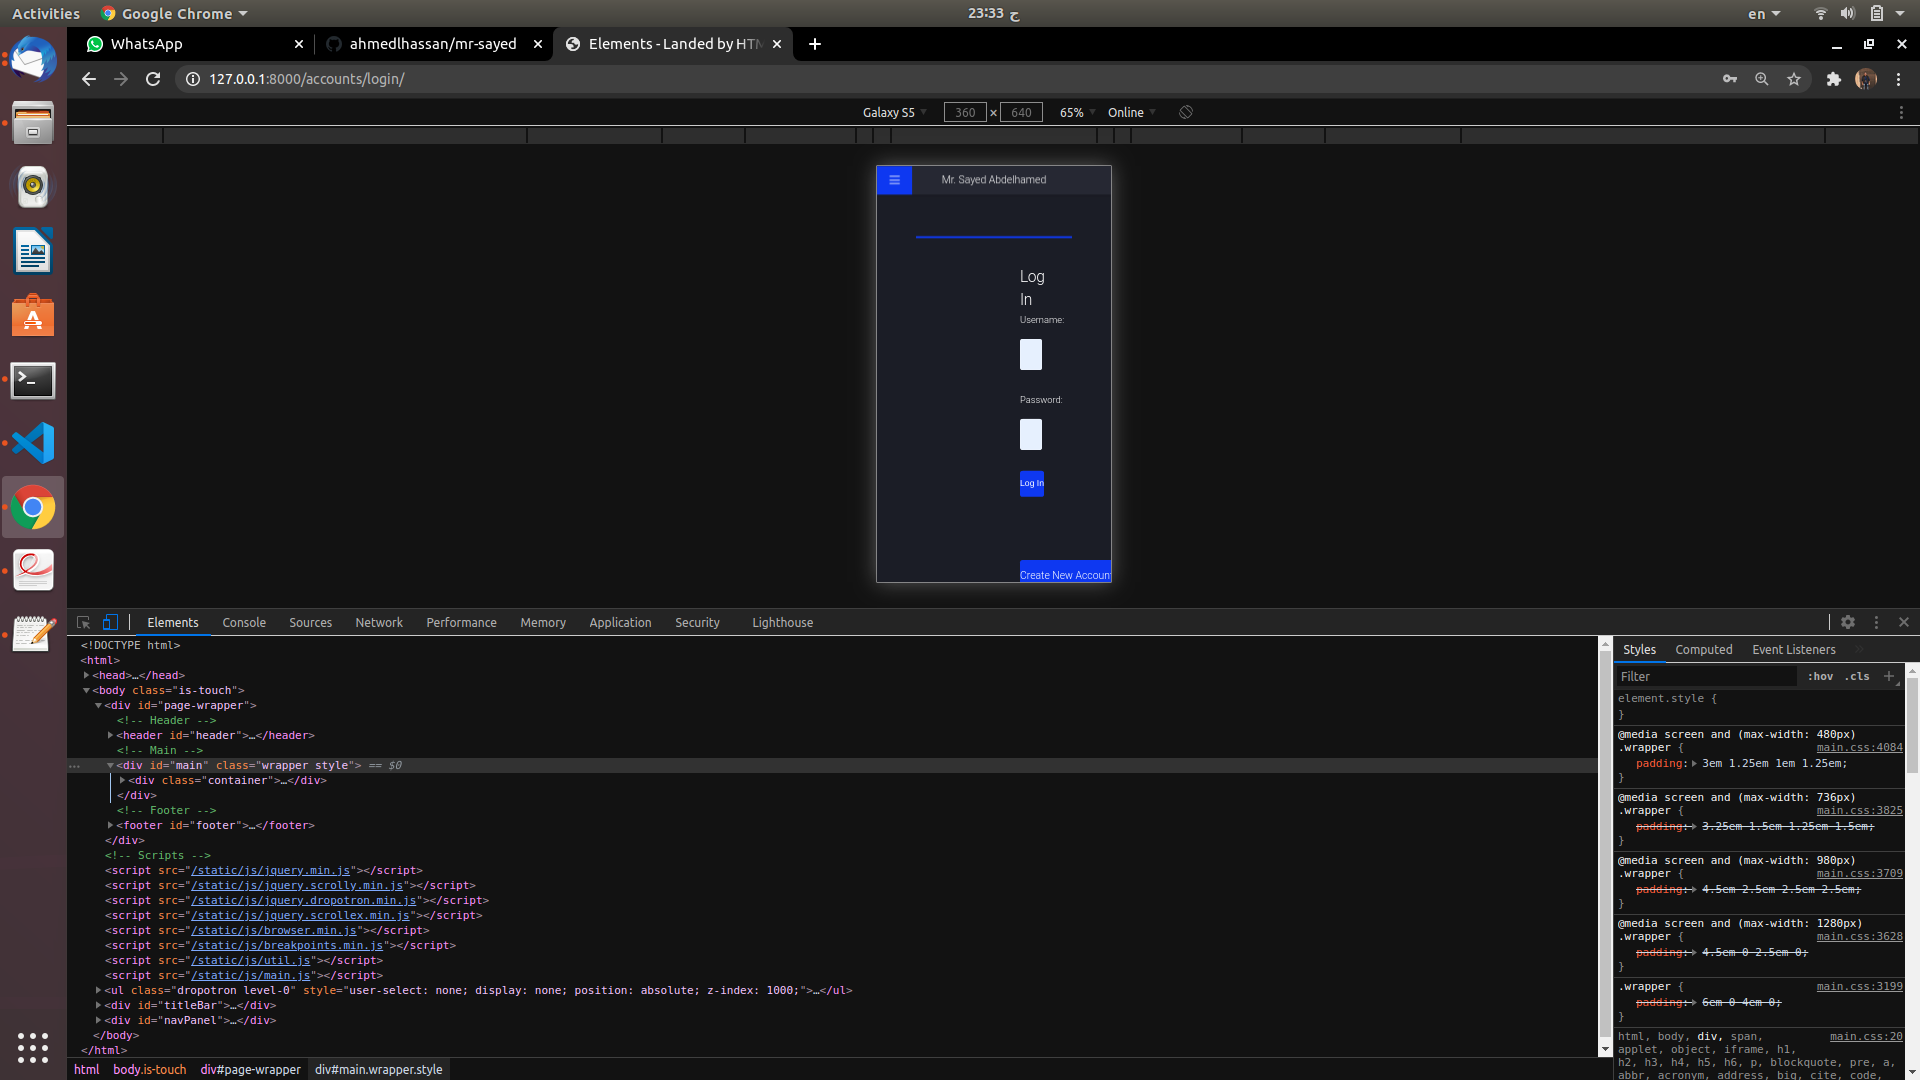 Activities
Google Chrome
23:33 ج
en
WhatsApp
ahmedlhassan/mr-sayed
Elements - Landed by HTM
127.0.0.1:8000/accounts/login/
Galaxy S5
360 × 640
65%
Online
Mr. Sayed Abdelhamed
Log
In
Username:
Password:
Log In
Create New Accoun
Elements
Console
Sources
Network
Performance
Memory
Application
Security
Lighthouse
<!DOCTYPE html>
<html>
<head>…</head>
<body class="is-touch">
<div id="page-wrapper">
<!-- Header -->
<header id="header">…</header>
<!-- Main -->
<div id="main" class="wrapper style"> == $0
<div class="container">…</div>
</div>
<!-- Footer -->
<footer id="footer">…</footer>
</div>
<!-- Scripts -->
<script src="/static/js/jquery.min.js"></script>
<script src="/static/js/jquery.scrolly.min.js"></script>
<script src="/static/js/jquery.dropotron.min.js"></script>
<script src="/static/js/jquery.scrollex.min.js"></script>
<script src="/static/js/browser.min.js"></script>
<script src="/static/js/breakpoints.min.js"></script>
<script src="/static/js/util.js"></script>
<script src="/static/js/main.js"></script>
<ul class="dropotron level-0" style="user-select: none; display: none; position: absolute; z-index: 1000;">…</ul>
<div id="titleBar">…</div>
<div id="navPanel">…</div>
</body>
</html>
html
body.is-touch
div#page-wrapper
div#main.wrapper.style
Styles
Computed
Event Listeners
Filter
:hov .cls
element.style {
}
@media screen and (max-width: 480px)
.wrapper { main.css:4084
padding: 3em 1.25em 1em 1.25em;
}
@media screen and (max-width: 736px)
.wrapper { main.css:3825
padding: 3.25em 1.5em 1.25em 1.5em;
}
@media screen and (max-width: 980px)
.wrapper { main.css:3709
padding: 4.5em 2.5em 2.5em 2.5em;
}
@media screen and (max-width: 1280px)
.wrapper { main.css:3628
padding: 4.5em 0 2.5em 0;
}
.wrapper { main.css:3199
padding: 6em 0 4em 0;
}
html, body, div, span, main.css:20
applet, object, iframe, h1,
h2, h3, h4, h5, h6, p, blockquote, pre, a,
abbr, acronym, address, big, cite, code,